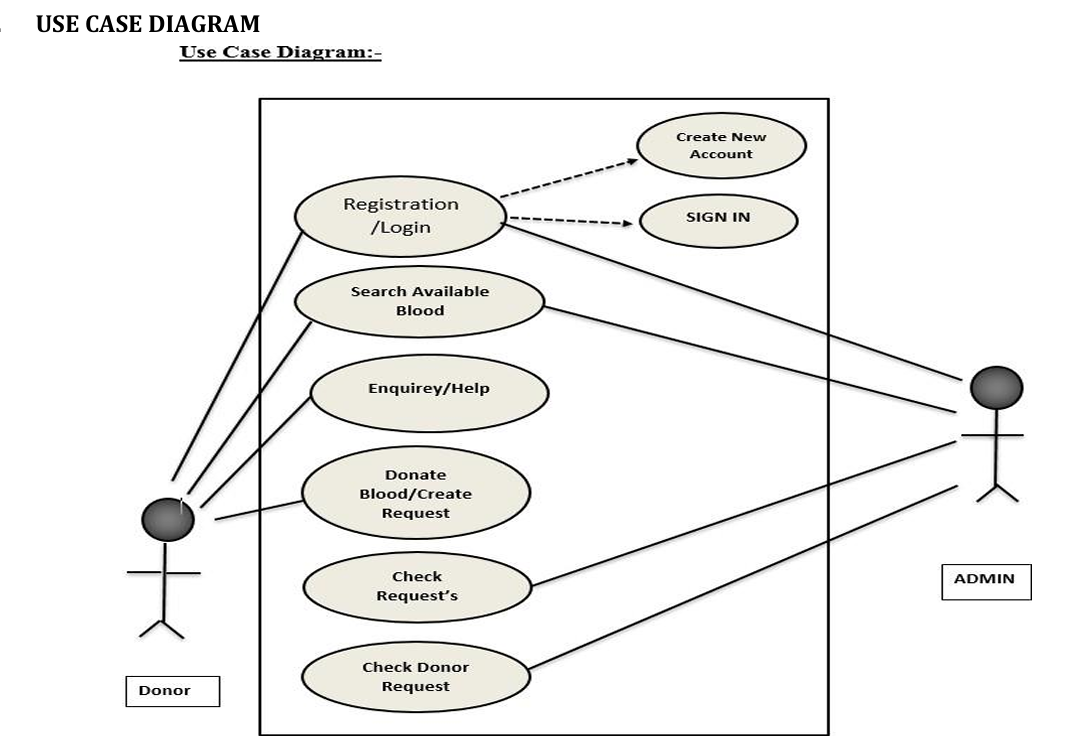 USE CASE DIAGRAM
Use Case Diagram:-
Create New
Account
Registration
/Login
SIGN IN
Search Available
Blood
Enquirey/Help
Donate
Blood/Create
Request
Check
Request’s
ADMIN
Check Donor
Request
Donor